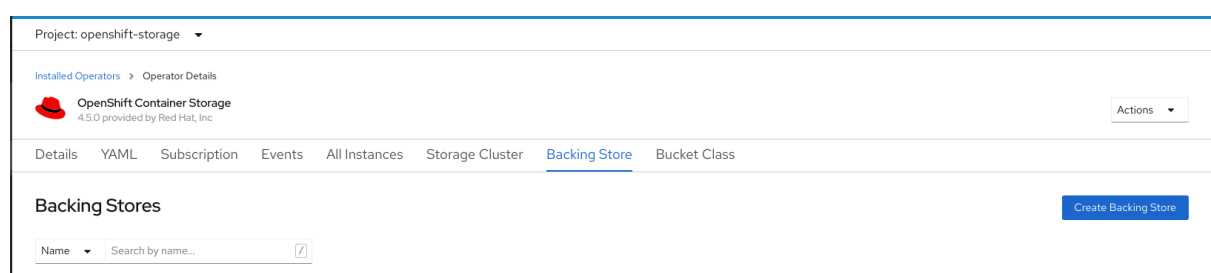 Project: openshift-storage
Installed Operators > Operator Details
OpenShift Container Storage
4.5.0 provided by Red Hat, Inc
Actions
Details YAML Subscription Events All Instances Storage Cluster Backing Store Bucket Class
Backing Stores
Create Backing Store
Name Search by name... /